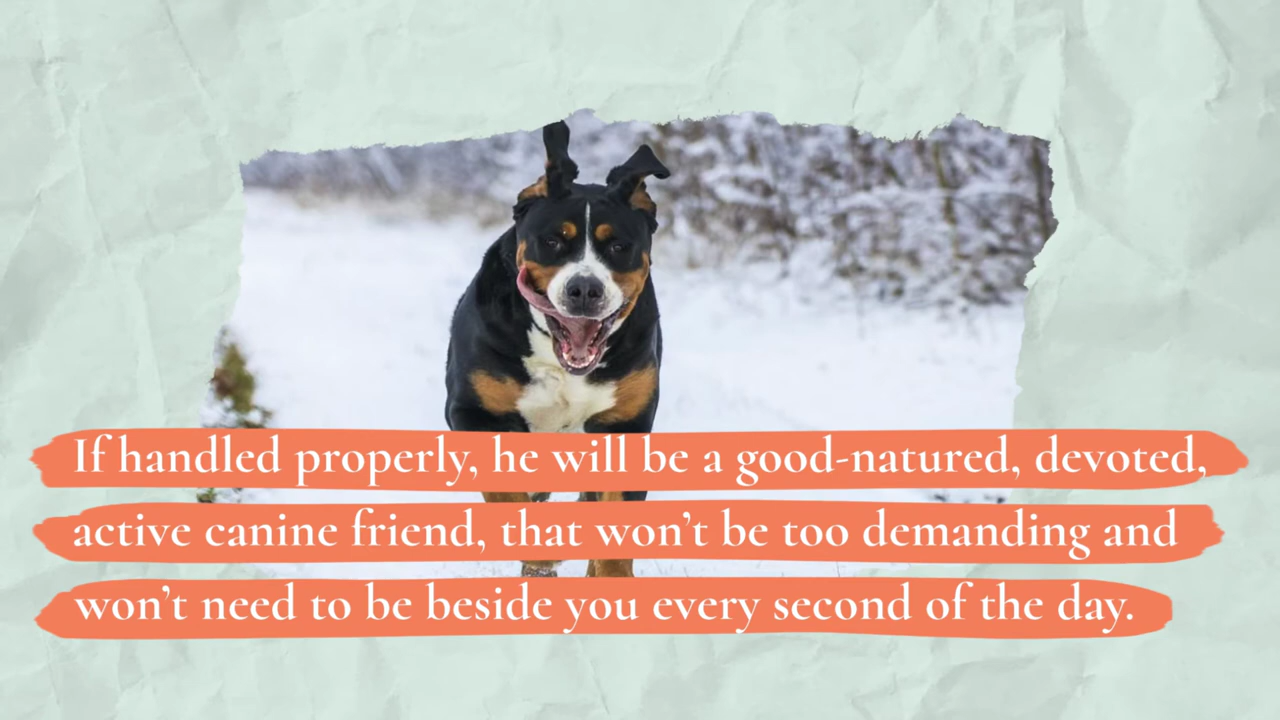 If handled properly, he will be a good-natured, devoted,
active canine friend, that won’t be too demanding and
won’t need to be beside you every second of the day.